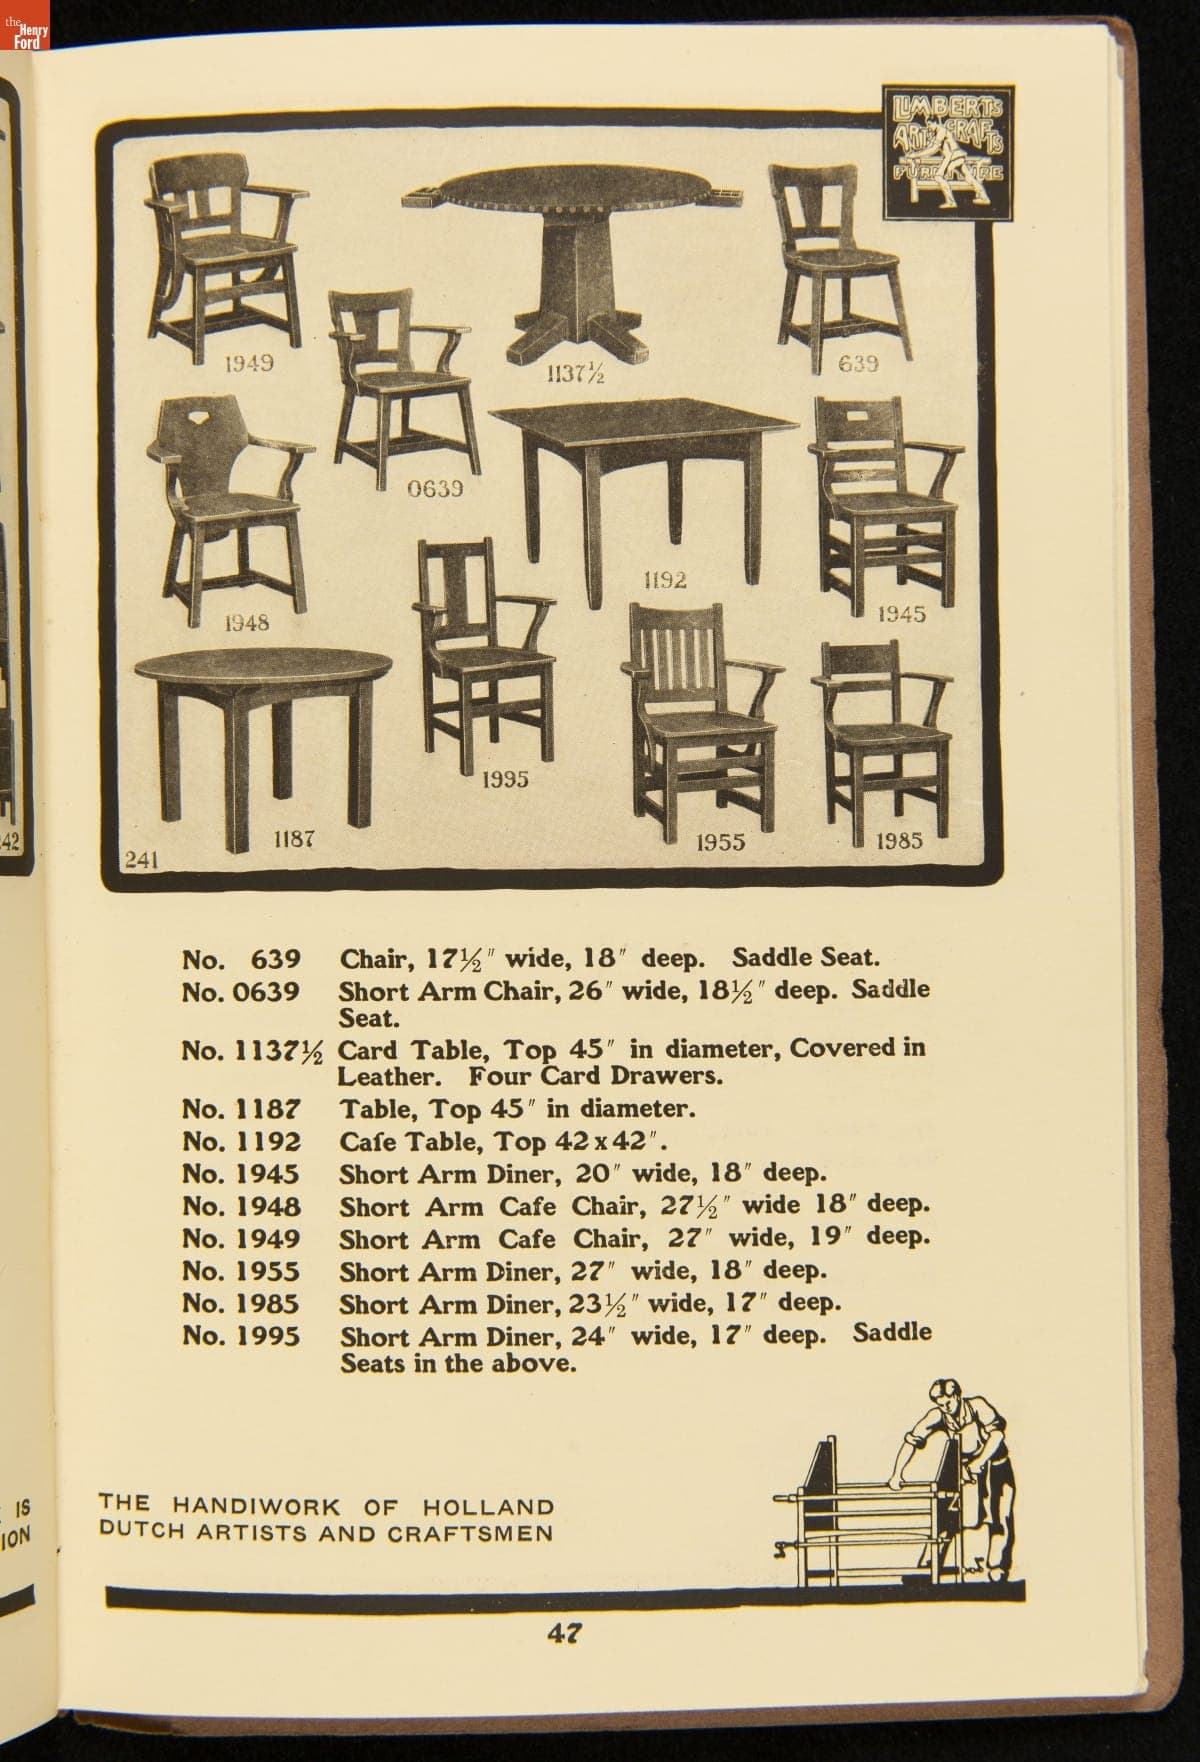 the
Henry
Ford
LIMBERTS
ARTS CRAFTS
FURNITURE
1949
1137½
639
0639
1948
1192
1945
1995
1187
1955
1985
241
242
No. 639 Chair, 17½" wide, 18" deep. Saddle Seat.
No. 0639 Short Arm Chair, 26" wide, 18½" deep. Saddle
Seat.
No. 1137½ Card Table, Top 45" in diameter, Covered in
Leather. Four Card Drawers.
No. 1187 Table, Top 45" in diameter.
No. 1192 Cafe Table, Top 42 x 42".
No. 1945 Short Arm Diner, 20" wide, 18" deep.
No. 1948 Short Arm Cafe Chair, 27½" wide 18" deep.
No. 1949 Short Arm Cafe Chair, 27" wide, 19" deep.
No. 1955 Short Arm Diner, 27" wide, 18" deep.
No. 1985 Short Arm Diner, 23½" wide, 17" deep.
No. 1995 Short Arm Diner, 24" wide, 17" deep. Saddle
Seats in the above.
IS
ION
THE HANDIWORK OF HOLLAND
DUTCH ARTISTS AND CRAFTSMEN
47